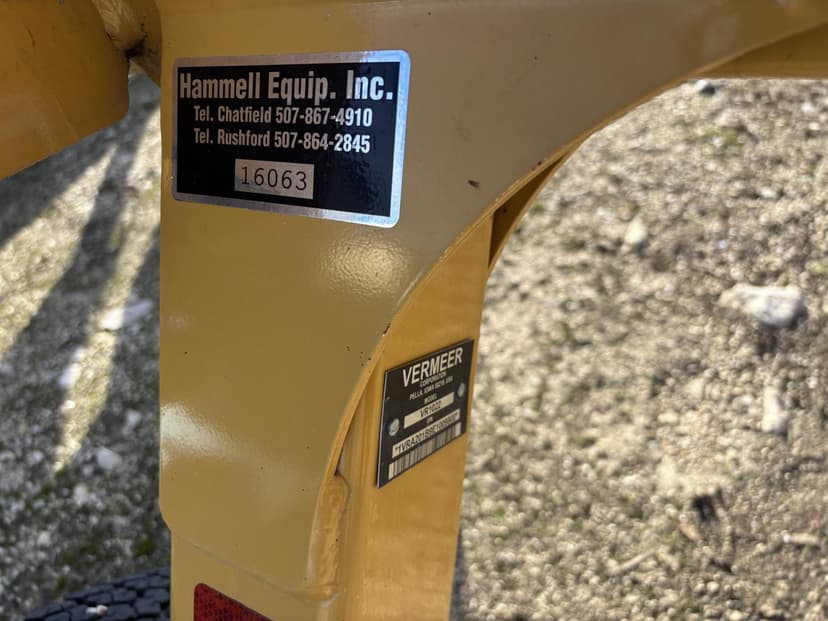 Hammell Equip. Inc.
Tel. Chatfield 507-867-4910
Tel. Rushford 507-864-2845
16063
VERMEER
CORPORATION
PELLA, IOWA 50219 USA
MODEL
VR1022
VIN